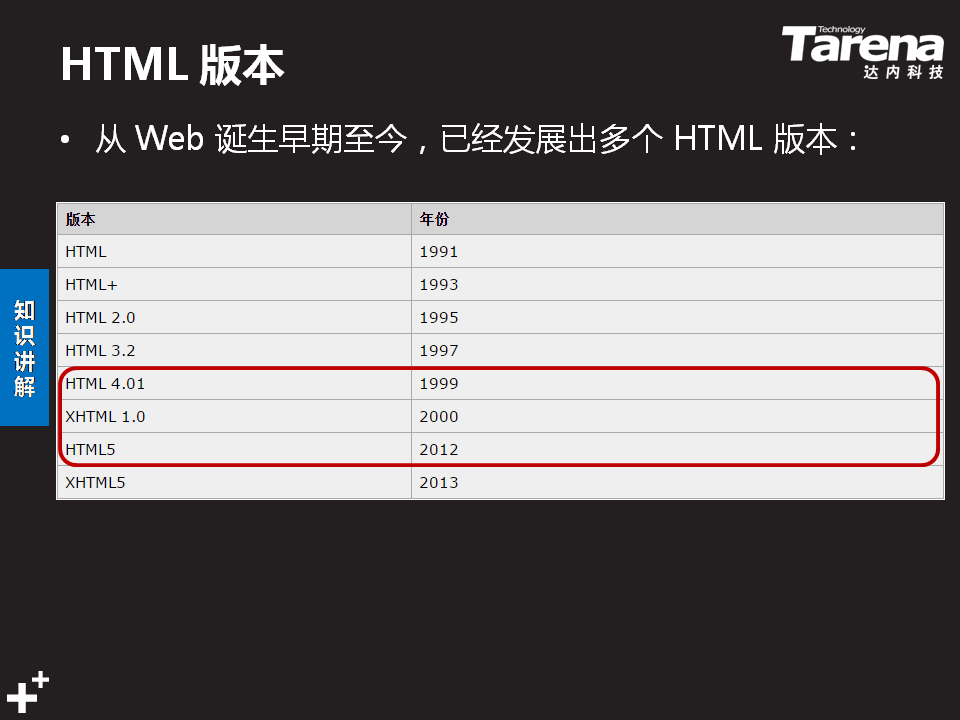 HTML 版本
Technology
Tarena
达内科技
• 从 Web 诞生早期至今，已经发展出多个 HTML 版本：
版本 年份
HTML 1991
HTML+ 1993
HTML 2.0 1995
HTML 3.2 1997
HTML 4.01 1999
XHTML 1.0 2000
HTML5 2012
XHTML5 2013
知识讲解